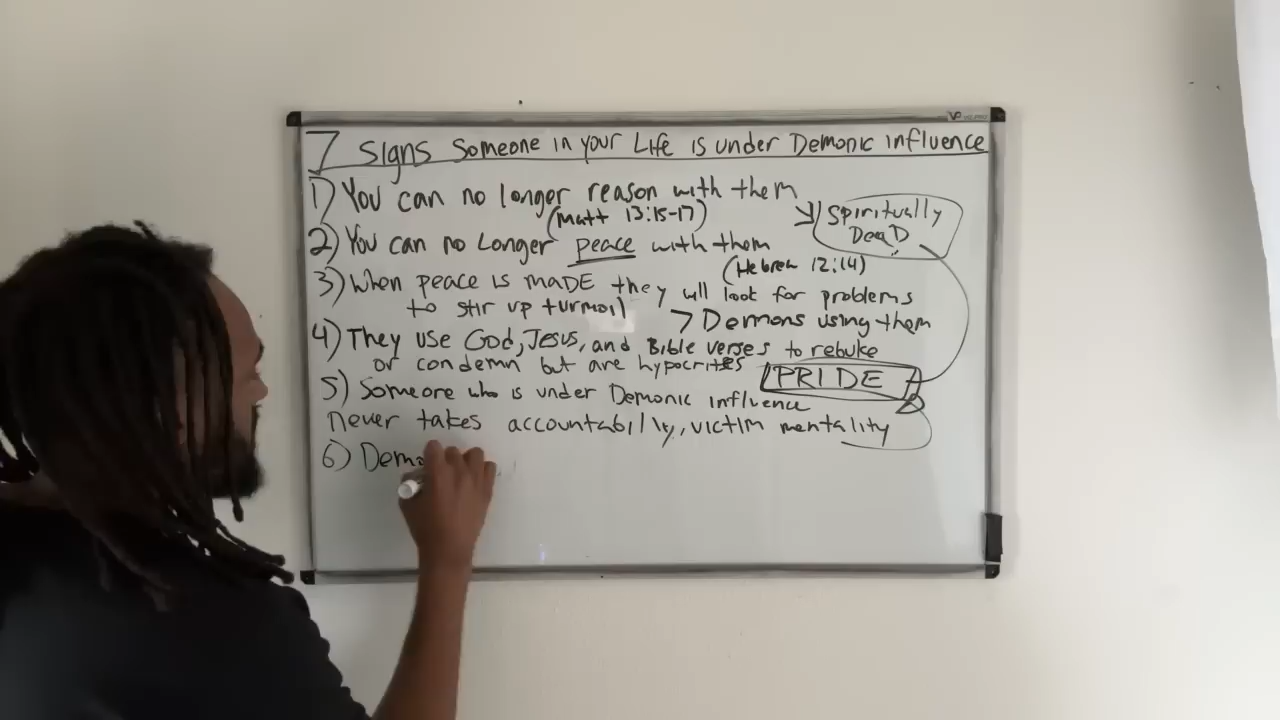 7 Signs Someone in your Life is under Demonic influence
1) You can no longer reason with them
(Matt 13:15-17)
Spiritually
DeaD
2) You can no Longer peace with them
(Hebrew 12:14)
3) When peace is maDE they will look for problems
to stir up turmoil
> Demons using them
4) They use God, Jesus, and Bible verses to rebuke
or condemn but are hypocrites
PRIDE
5) Someone who is under Demonic influence
Never takes accountabilly, victim mentality
6) Demo